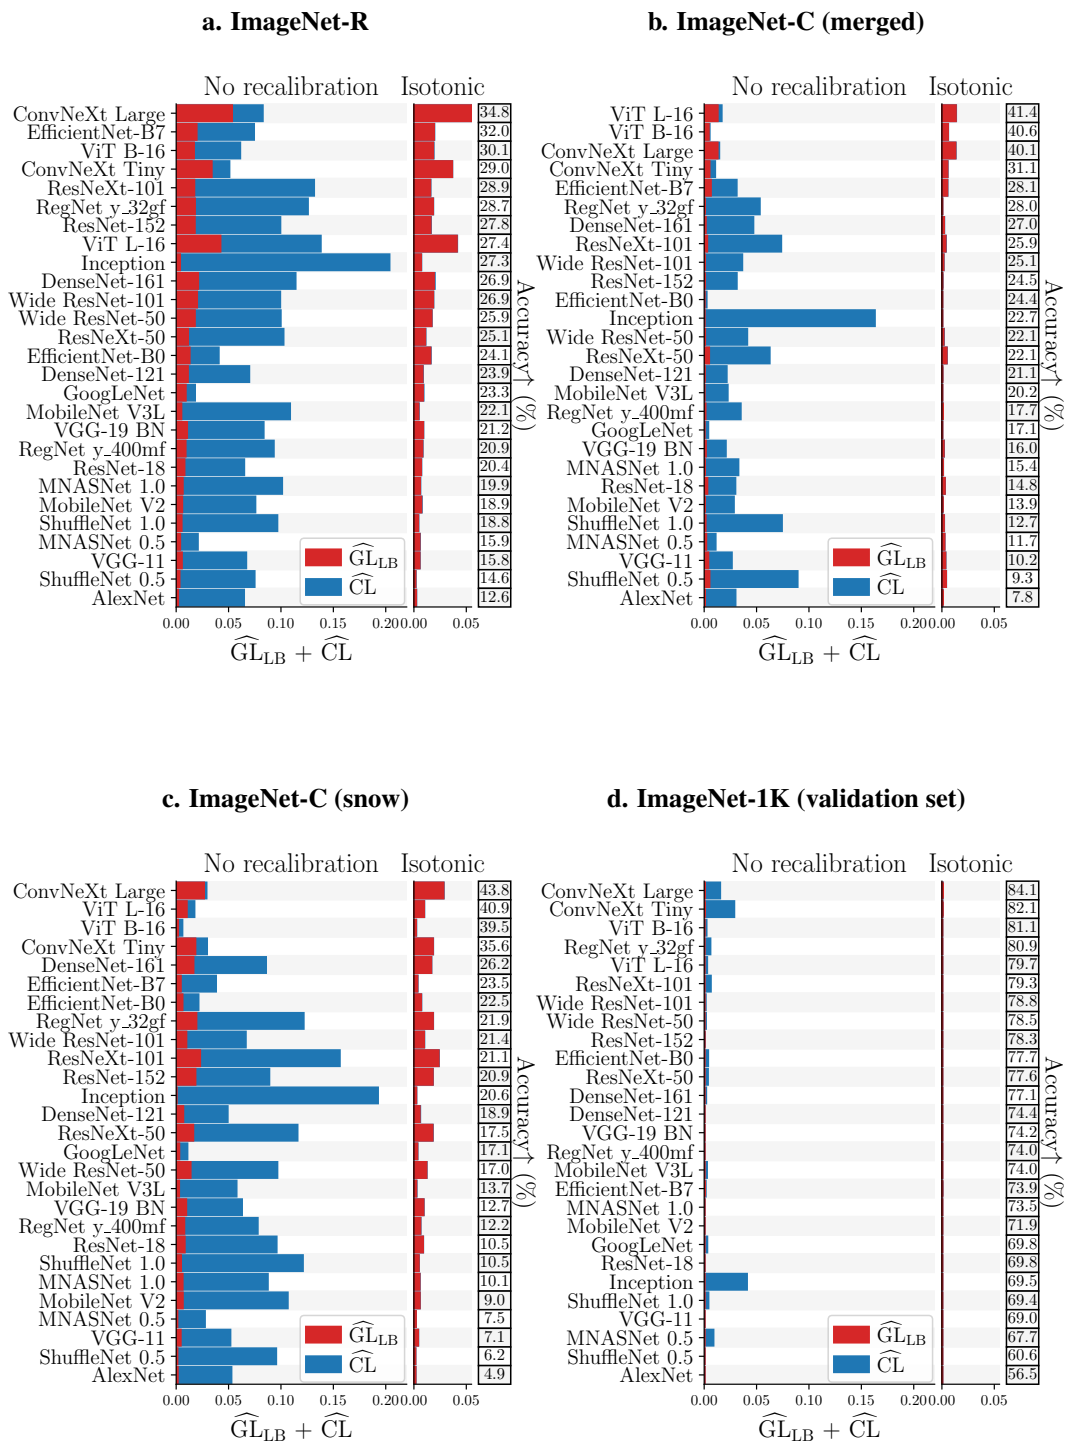 a. ImageNet-R
No recalibration Isotonic
ConvNeXt Large 34.8
EfficientNet-B7 32.0
ViT B-16 30.1
ConvNeXt Tiny 29.0
ResNeXt-101 28.9
RegNet y_32gf 28.7
ResNet-152 27.8
ViT L-16 27.4
Inception 27.3
DenseNet-161 26.9
Wide ResNet-101 26.9
Wide ResNet-50 25.9
ResNeXt-50 25.1
EfficientNet-B0 24.1
DenseNet-121 23.9
GoogLeNet 23.3
MobileNet V3L 22.1
VGG-19 BN 21.2
RegNet y_400mf 20.9
ResNet-18 20.4
MNASNet 1.0 19.9
MobileNet V2 18.9
ShuffleNet 1.0 18.8
MNASNet 0.5 15.9
VGG-11 15.8
ShuffleNet 0.5 14.6
AlexNet 12.6
Accuracy↑ (%)
G͡L_LB
C͡L
0.00 0.05 0.10 0.15 0.20 0.05
G͡L_LB + C͡L
b. ImageNet-C (merged)
No recalibration Isotonic
ViT L-16 41.4
ViT B-16 40.6
ConvNeXt Large 40.1
ConvNeXt Tiny 31.1
EfficientNet-B7 28.1
RegNet y_32gf 28.0
DenseNet-161 27.0
ResNeXt-101 25.9
Wide ResNet-101 25.1
ResNet-152 24.5
EfficientNet-B0 24.4
Inception 22.7
Wide ResNet-50 22.1
ResNeXt-50 22.1
DenseNet-121 21.1
MobileNet V3L 20.2
RegNet y_400mf 17.7
GoogLeNet 17.1
VGG-19 BN 16.0
MNASNet 1.0 15.4
ResNet-18 14.8
MobileNet V2 13.9
ShuffleNet 1.0 12.7
MNASNet 0.5 11.7
VGG-11 10.2
ShuffleNet 0.5 9.3
AlexNet 7.8
Accuracy↑ (%)
G͡L_LB
C͡L
0.00 0.05 0.10 0.15 0.20 0.05
G͡L_LB + C͡L
c. ImageNet-C (snow)
No recalibration Isotonic
ConvNeXt Large 43.8
ViT L-16 40.9
ViT B-16 39.5
ConvNeXt Tiny 35.6
DenseNet-161 26.2
EfficientNet-B7 23.5
EfficientNet-B0 22.5
RegNet y_32gf 21.9
Wide ResNet-101 21.4
ResNeXt-101 21.1
ResNet-152 20.9
Inception 20.6
DenseNet-121 18.9
ResNeXt-50 17.5
GoogLeNet 17.1
Wide ResNet-50 17.0
MobileNet V3L 13.7
VGG-19 BN 12.7
RegNet y_400mf 12.2
ResNet-18 10.5
ShuffleNet 1.0 10.5
MNASNet 1.0 10.1
MobileNet V2 9.0
MNASNet 0.5 7.5
VGG-11 7.1
ShuffleNet 0.5 6.2
AlexNet 4.9
Accuracy↑ (%)
G͡L_LB
C͡L
0.00 0.05 0.10 0.15 0.20 0.05
G͡L_LB + C͡L
d. ImageNet-1K (validation set)
No recalibration Isotonic
ConvNeXt Large 84.1
ConvNeXt Tiny 82.1
ViT B-16 81.1
RegNet y_32gf 80.9
ViT L-16 79.7
ResNeXt-101 79.3
Wide ResNet-101 78.8
Wide ResNet-50 78.5
ResNet-152 78.3
EfficientNet-B0 77.7
ResNeXt-50 77.6
DenseNet-161 77.1
DenseNet-121 74.4
VGG-19 BN 74.2
RegNet y_400mf 74.0
MobileNet V3L 74.0
EfficientNet-B7 73.9
MNASNet 1.0 73.5
MobileNet V2 71.9
GoogLeNet 69.8
ResNet-18 69.8
Inception 69.5
ShuffleNet 1.0 69.4
VGG-11 69.0
MNASNet 0.5 67.7
ShuffleNet 0.5 60.6
AlexNet 56.5
Accuracy↑ (%)
G͡L_LB
C͡L
0.00 0.05 0.10 0.15 0.20 0.05
G͡L_LB + C͡L